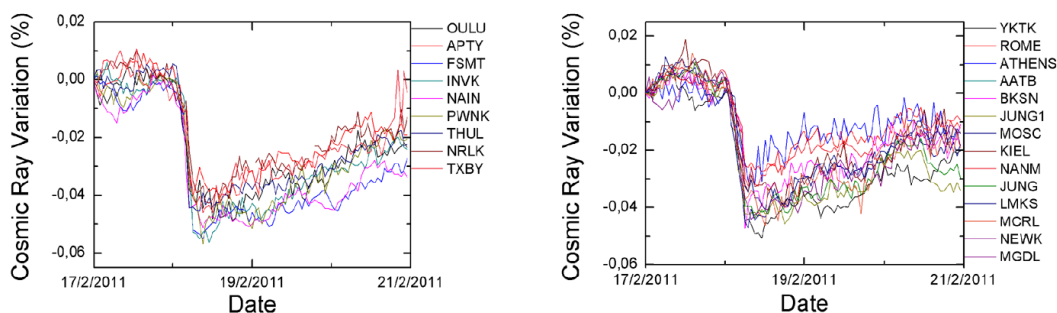 Cosmic Ray Variation (%)
0,02
0,00
-0,02
-0,04
-0,06
17/2/2011
19/2/2011
21/2/2011
Date
OULU
APTY
FSMT
INVK
NAIN
PWNK
THUL
NRLK
TXBY
Cosmic Ray Variation (%)
0,02
0,00
-0,02
-0,04
-0,06
17/2/2011
19/2/2011
21/2/2011
Date
YKTK
ROME
ATHENS
AATB
BKSN
JUNG1
MOSC
KIEL
NANM
JUNG
LMKS
MCRL
NEWK
MGDL